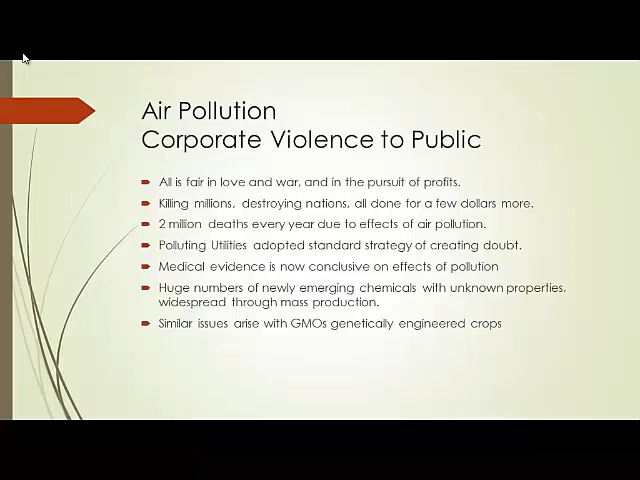 Air Pollution
Corporate Violence to Public
All is fair in love and war, and in the pursuit of profits.
Killing millions, destroying nations, all done for a few dollars more.
2 million deaths every year due to effects of air pollution.
Polluting Utilities adopted standard strategy of creating doubt.
Medical evidence is now conclusive on effects of pollution
Huge numbers of newly emerging chemicals with unknown properties,
widespread through mass production.
Similar issues arise with GMOs genetically engineered crops